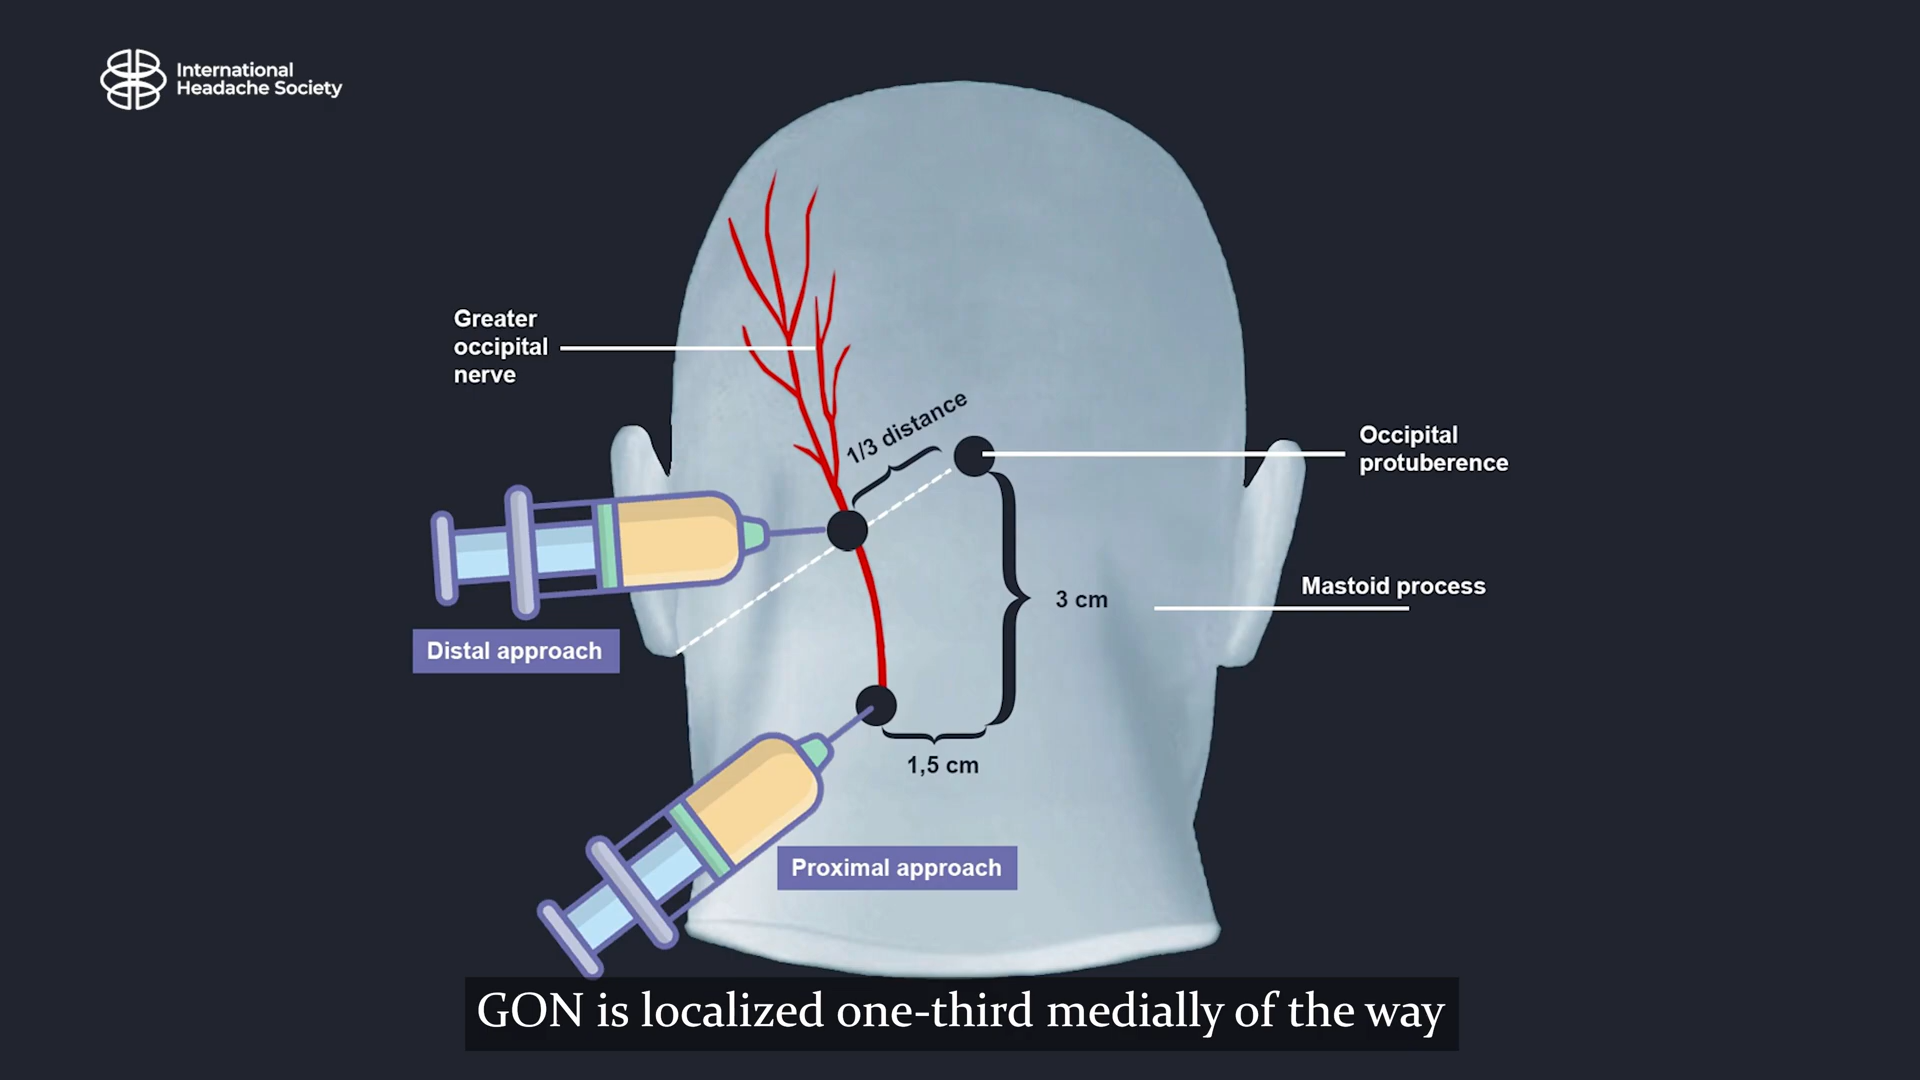 International
Headache Society
Greater
occipital
nerve
1/3 distance
Occipital
protuberence
Mastoid process
3 cm
Distal approach
1,5 cm
Proximal approach
GON is localized one-third medially of the way